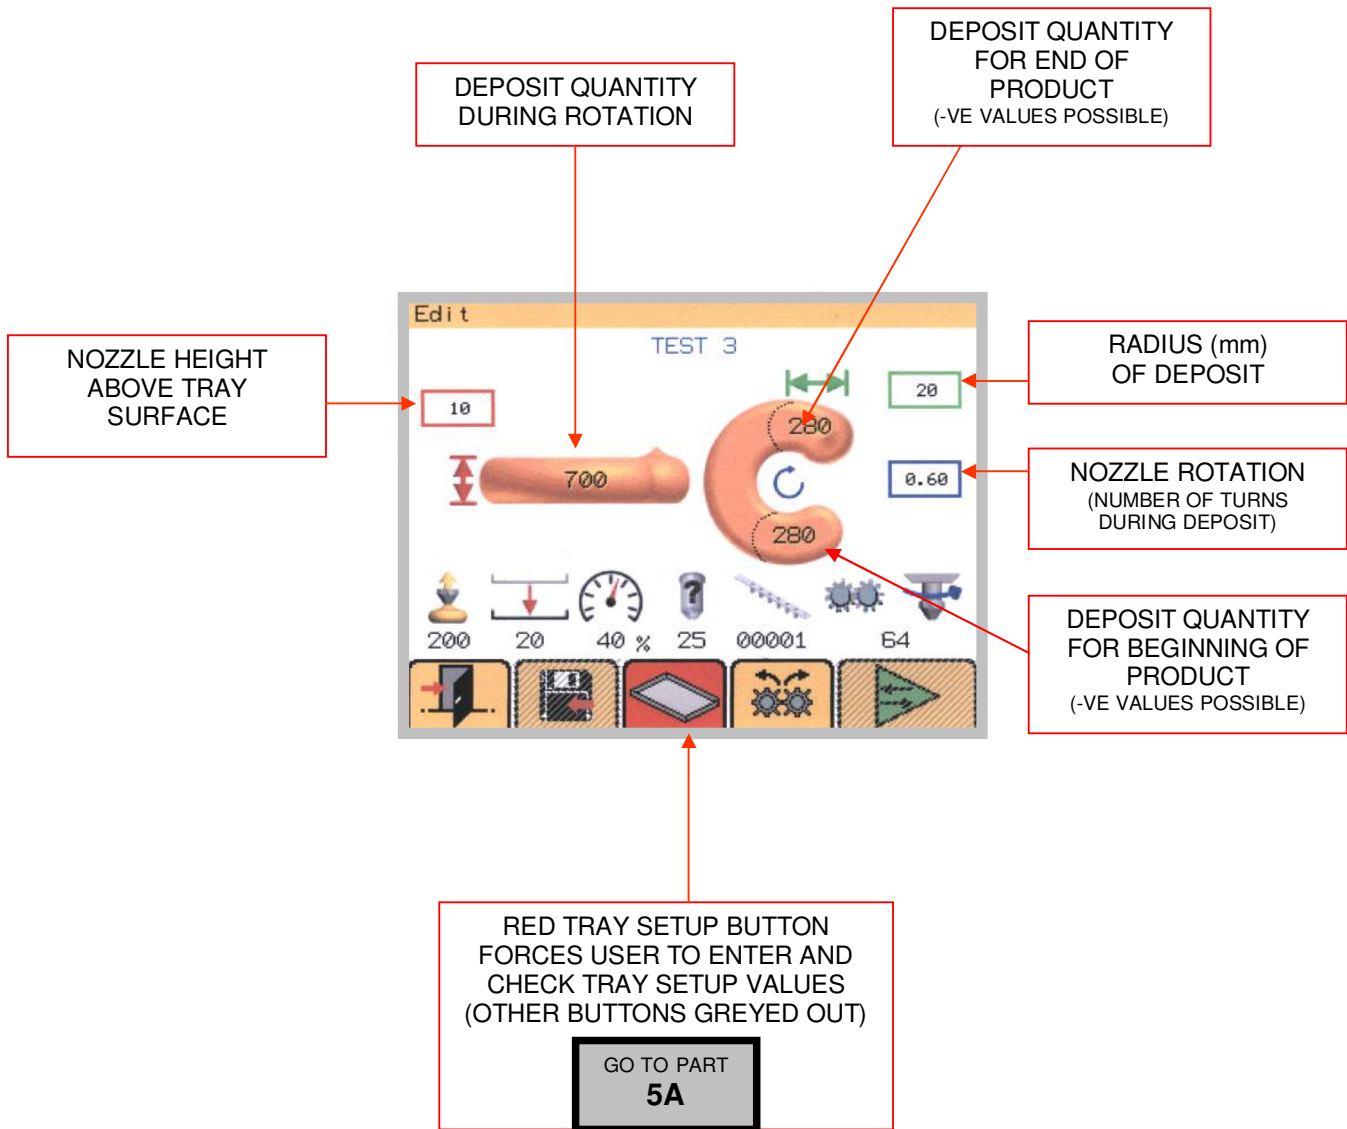 DEPOSIT QUANTITY
FOR END OF
PRODUCT
(-VE VALUES POSSIBLE)
DEPOSIT QUANTITY
DURING ROTATION
NOZZLE HEIGHT
ABOVE TRAY
SURFACE
Edit
TEST 3
10
700
280
280
20
0.60
?
200
20
40 %
25
00001
64
RADIUS (mm)
OF DEPOSIT
NOZZLE ROTATION
(NUMBER OF TURNS
DURING DEPOSIT)
DEPOSIT QUANTITY
FOR BEGINNING OF
PRODUCT
(-VE VALUES POSSIBLE)
RED TRAY SETUP BUTTON
FORCES USER TO ENTER AND
CHECK TRAY SETUP VALUES
(OTHER BUTTONS GREYED OUT)
GO TO PART
5A